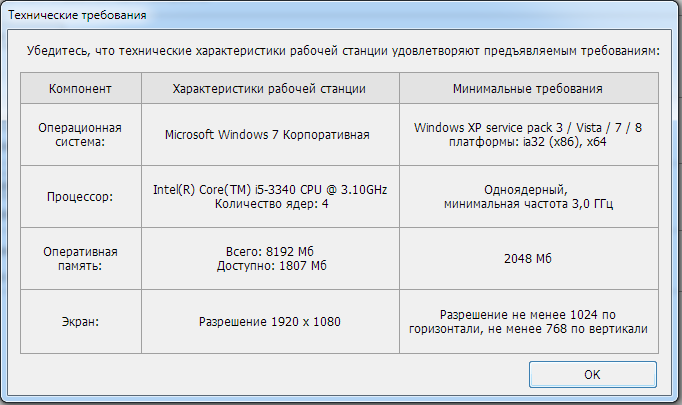 Технические требования
Убедитесь, что технические характеристики рабочей станции удовлетворяют предъявляемым требованиям:
Компонент
Характеристики рабочей станции
Минимальные требования
Операционная
система:
Microsoft Windows 7 Корпоративная
Windows XP service pack 3 / Vista / 7 / 8
платформы: ia32 (x86), x64
Процессор:
Intel(R) Core(TM) i5-3340 CPU @ 3.10GHz
Количество ядер: 4
Одноядерный,
минимальная частота 3,0 ГГц
Оперативная
память:
Всего: 8192 Мб
Доступно: 1807 Мб
2048 Мб
Экран:
Разрешение 1920 x 1080
Разрешение не менее 1024 по
горизонтали, не менее 768 по вертикали
OK